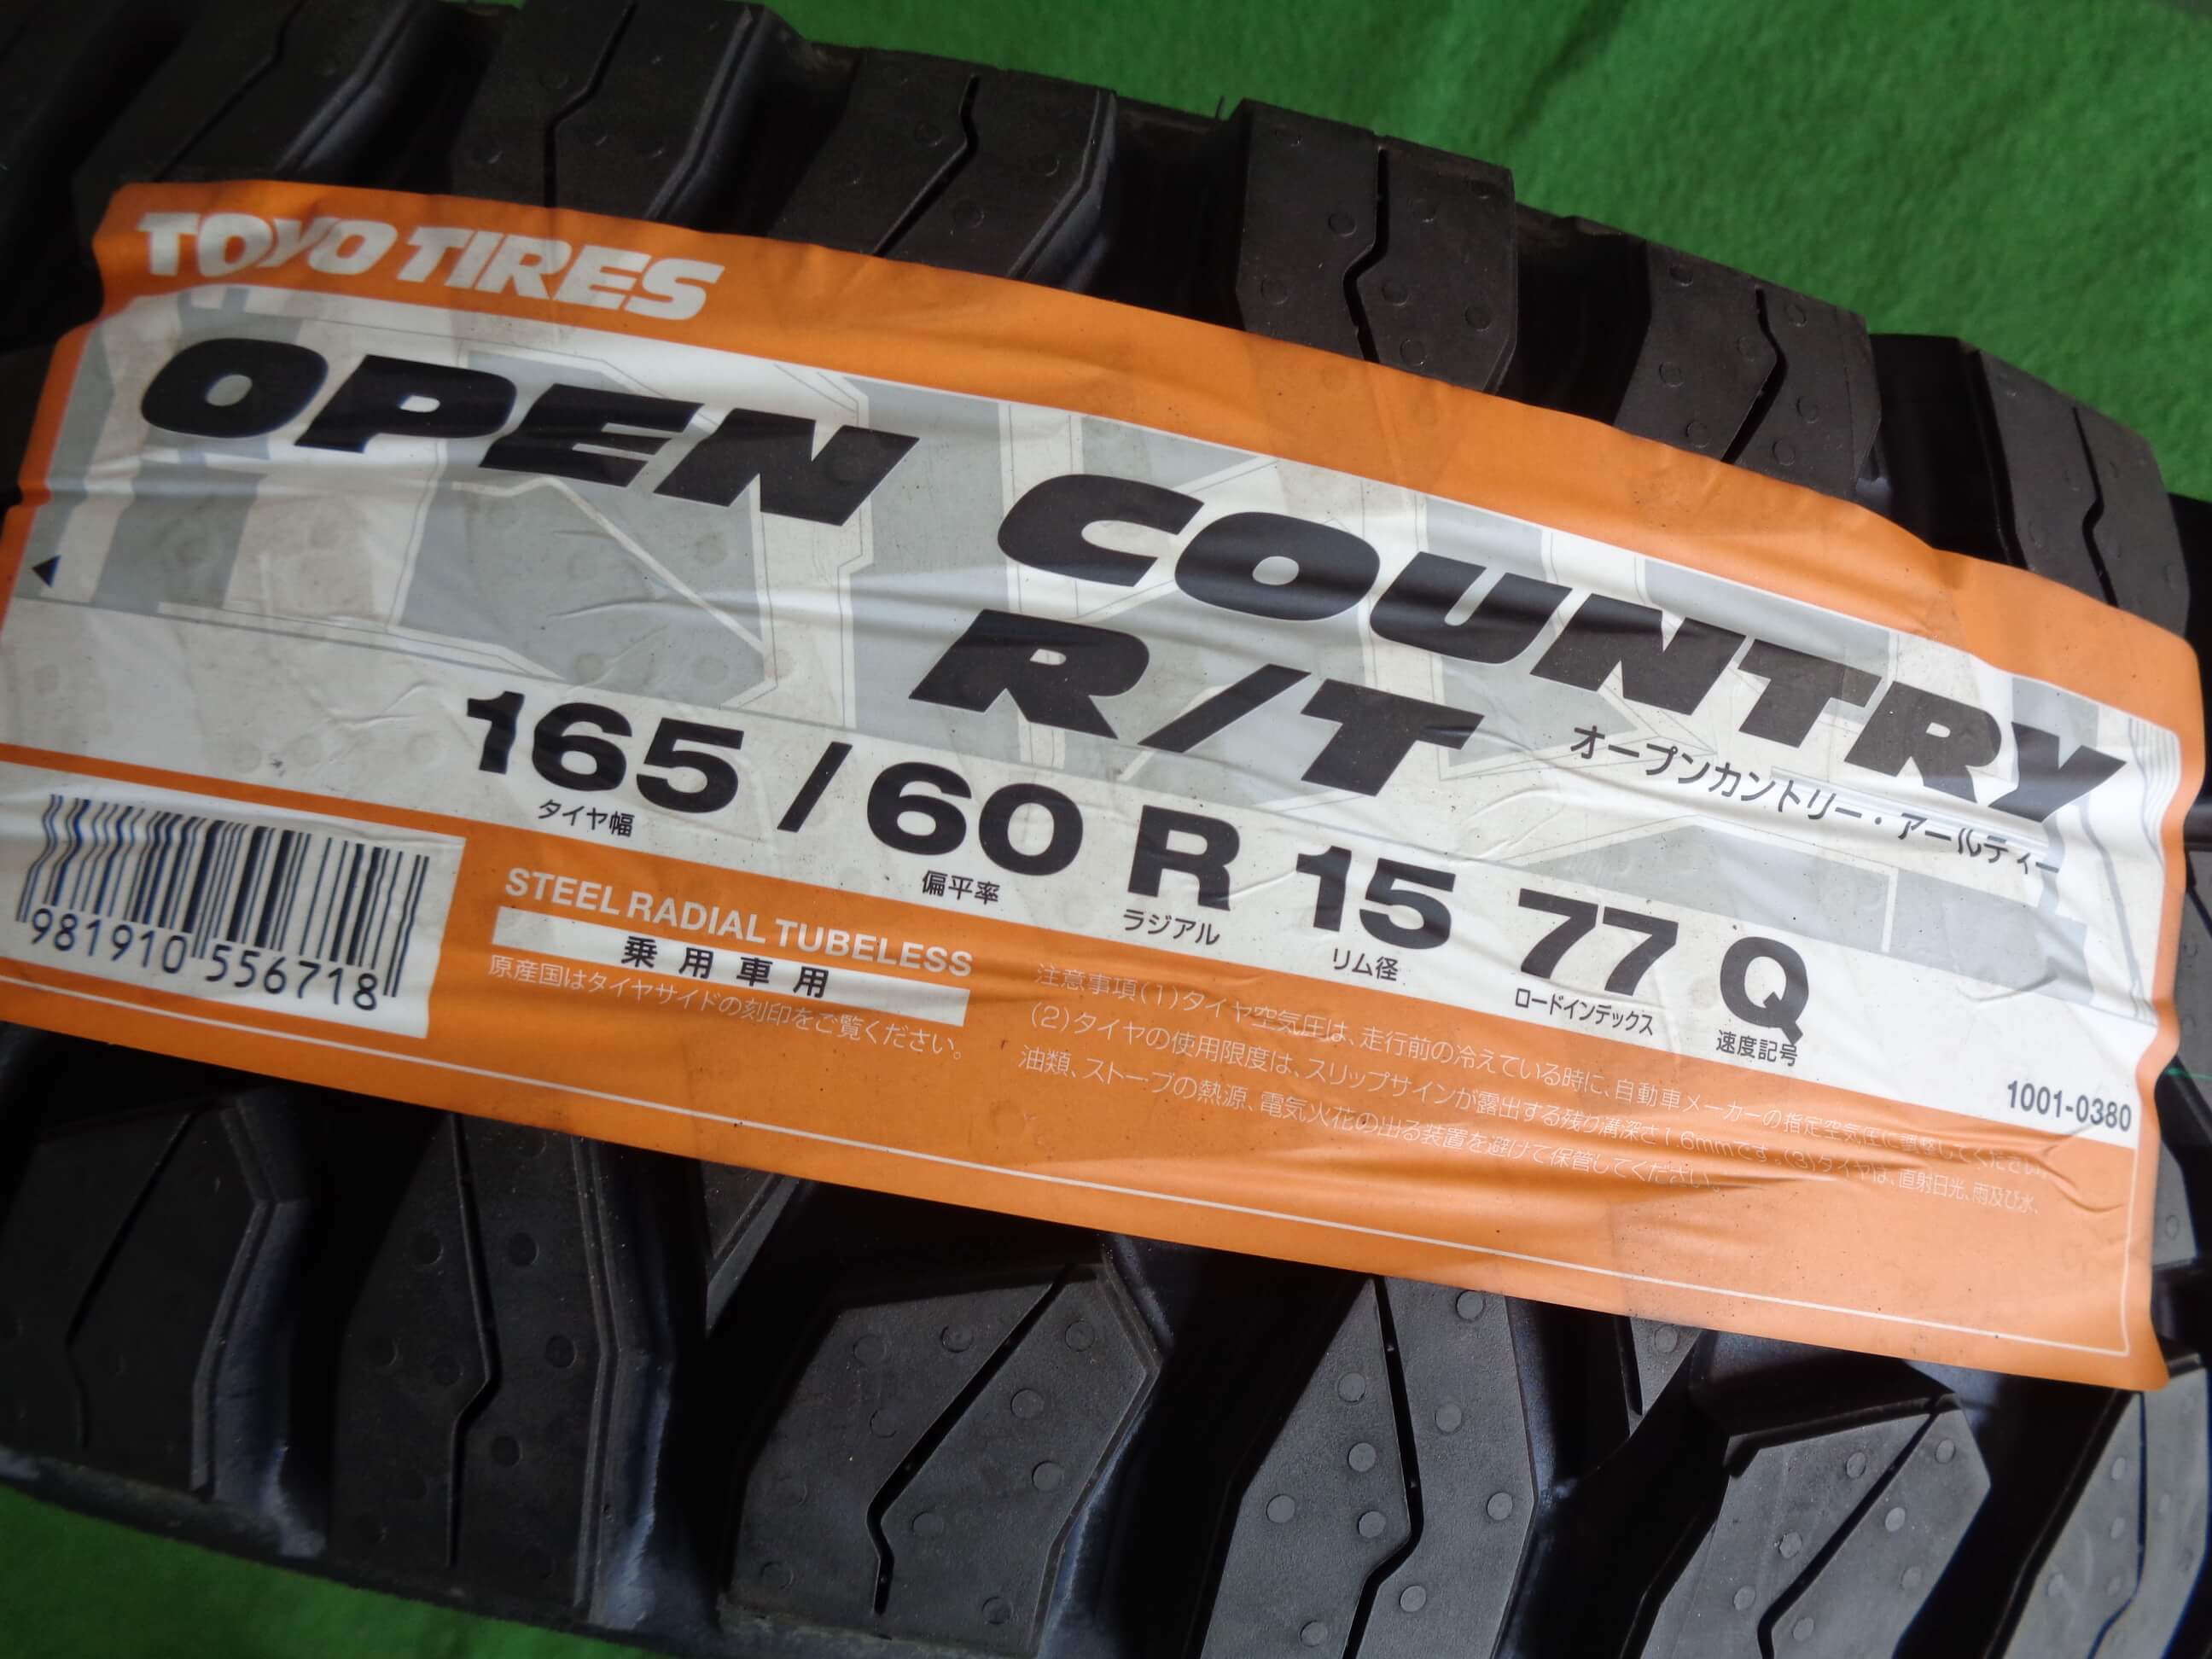 TOYO TIRES
OPEN COUNTRY
R/T
オープンカントリー・アールティー
165 / 60 R 15 77 Q
タイヤ幅 偏平率 ラジアル リム径 ロードインデックス 速度記号
1001-0380
981910 556718
STEEL RADIAL TUBELESS
乗用車用
原産国はタイヤサイドの刻印をご覧ください。
注意事項(1)タイヤ空気圧は、走行前の冷えている時に、自動車メーカーの指定空気圧に調整してください。
(2)タイヤの使用限度は、スリップサインが露出する残り溝深さ1.6mmです。(3)タイヤは、直射日光、雨及び水、
油類、ストーブの熱源、電気火花の出る装置を避けて保管してください。